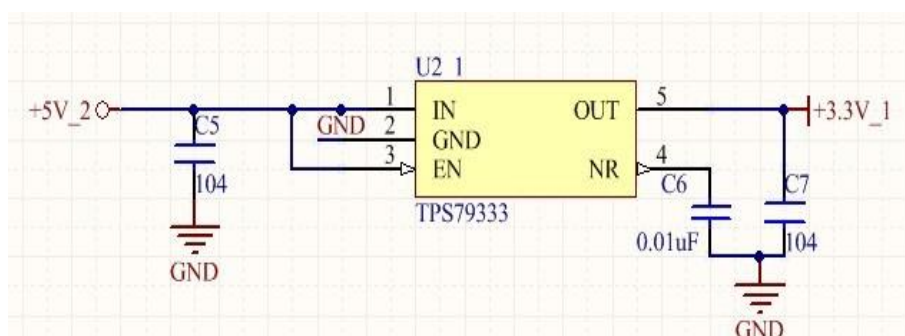 U2_1
+5V_2
1
IN
OUT
5
+3.3V_1
C5
GND
2
GND
3
EN
NR
4
C6
C7
104
TPS79333
0.01uF
104
GND
GND